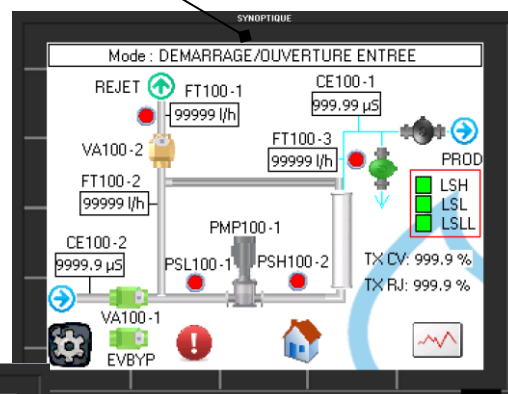 SYNOPTIQUE
Mode : DEMARRAGE/OUVERTURE ENTREE
REJET
FT100-1
99999 l/h
CE100-1
999.99 µS
VA100-2
FT100-3
99999 l/h
PROD
FT100-2
99999 l/h
LSH
LSL
LSLL
PMP100-1
CE100-2
9999.9 µS
PSL100-1
PSH100-2
TX CV: 999.9 %
TX RJ: 999.9 %
VA100-1
EVBYP